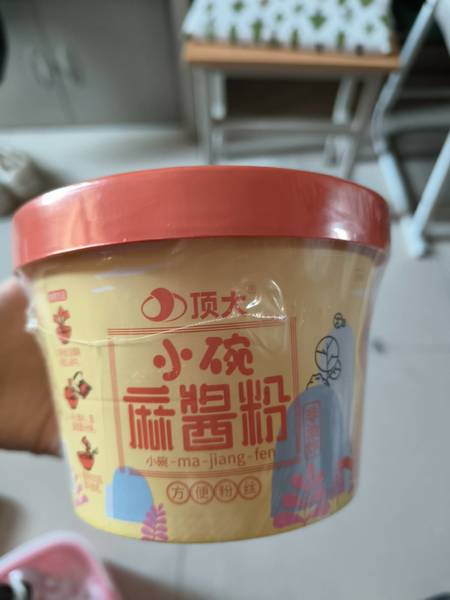 顶大
小碗
麻酱粉
小碗-ma-jiang-fen
方便粉丝